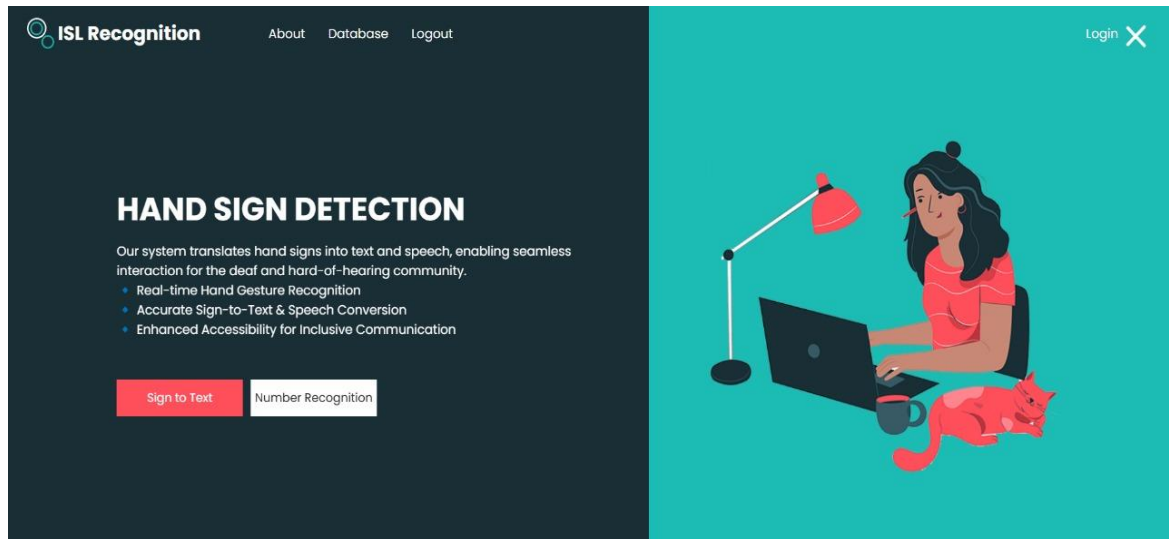 ISL Recognition
About Database Logout
Login
HAND SIGN DETECTION
Our system translates hand signs into text and speech, enabling seamless
interaction for the deaf and hard-of-hearing community.
Real-time Hand Gesture Recognition
Accurate Sign-to-Text & Speech Conversion
Enhanced Accessibility for Inclusive Communication
Sign to Text
Number Recognition